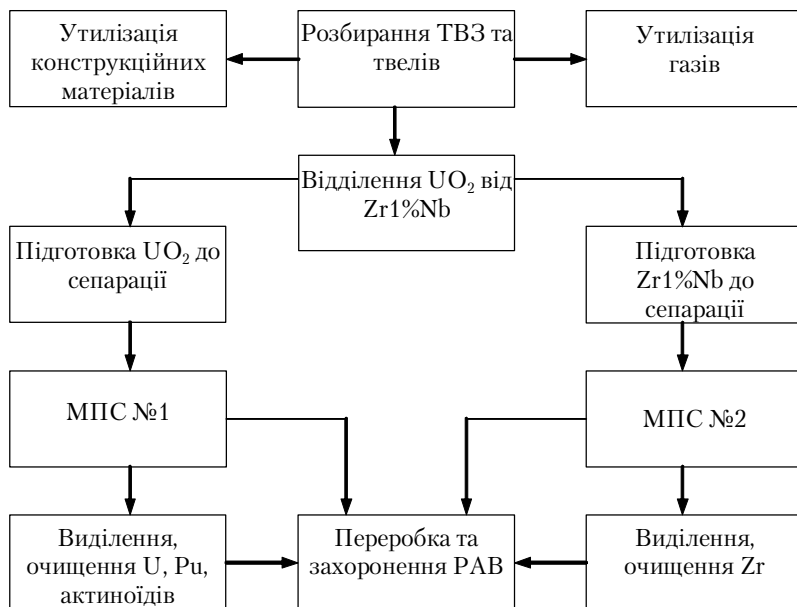 Утилізація
конструкційних
матеріалів
Розбирання ТВЗ та
твелів
Утилізація
газів
Відділення UO₂ від
Zr1%Nb
Підготовка UO₂ до
сепарації
Підготовка
Zr1%Nb до
сепарації
МПС №1
МПС №2
Виділення,
очищення U, Pu,
актиноїдів
Переробка та
захоронення РАВ
Виділення,
очищення Zr